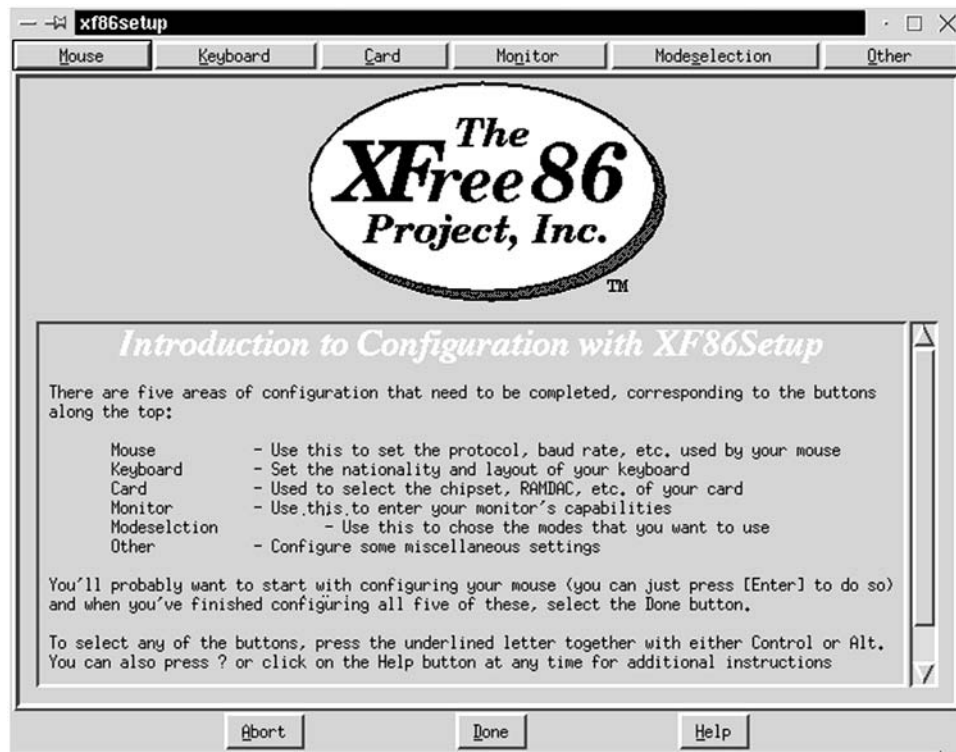 xf86setup
Mouse Keyboard Card Monitor Modeselection Other
The
XFree86
Project, Inc.
TM
Introduction to Configuration with XF86Setup
There are five areas of configuration that need to be completed, corresponding to the buttons
along the top:
Mouse - Use this to set the protocol, baud rate, etc. used by your mouse
Keyboard - Set the nationality and layout of your keyboard
Card - Used to select the chipset, RAMDAC, etc. of your card
Monitor - Use this to enter your monitor's capabilities
Modeselction - Use this to chose the modes that you want to use
Other - Configure some miscellaneous settings
You'll probably want to start with configuring your mouse (you can just press [Enter] to do so)
and when you've finished configuring all five of these, select the Done button.
To select any of the buttons, press the underlined letter together with either Control or Alt.
You can also press ? or click on the Help button at any time for additional instructions
Abort Done Help